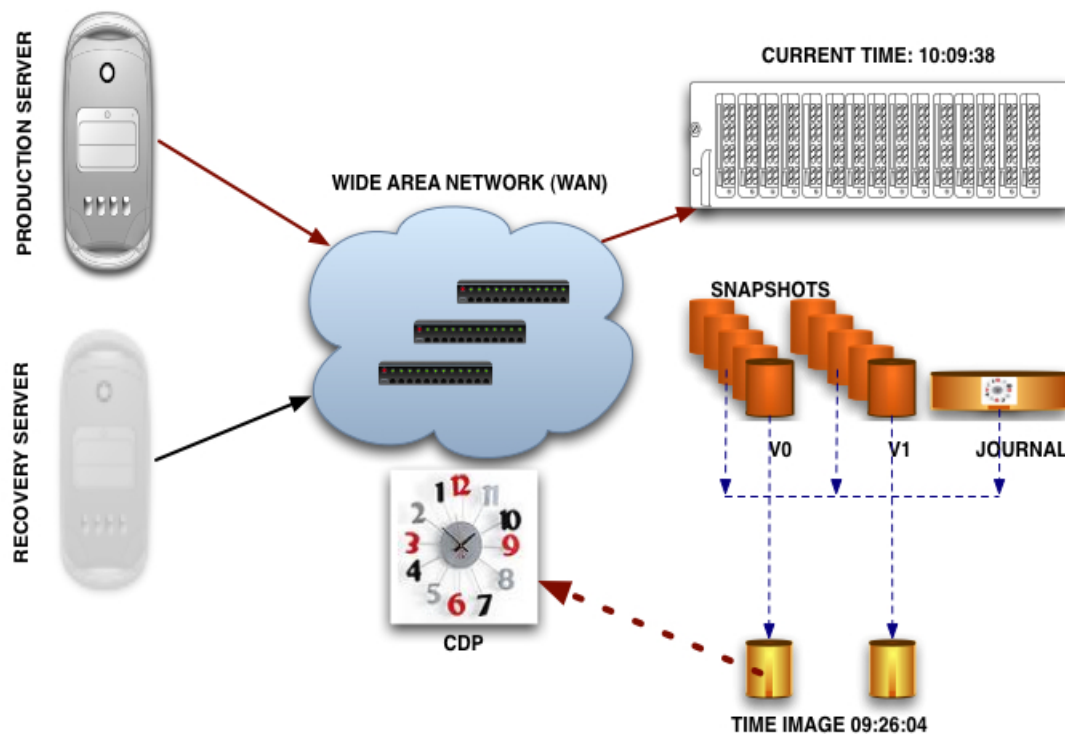 PRODUCTION SERVER
CURRENT TIME: 10:09:38
WIDE AREA NETWORK (WAN)
SNAPSHOTS
RECOVERY SERVER
V0
V1
JOURNAL
12
1
11
2
10
3
9
4
8
5
7
6
CDP
TIME IMAGE 09:26:04